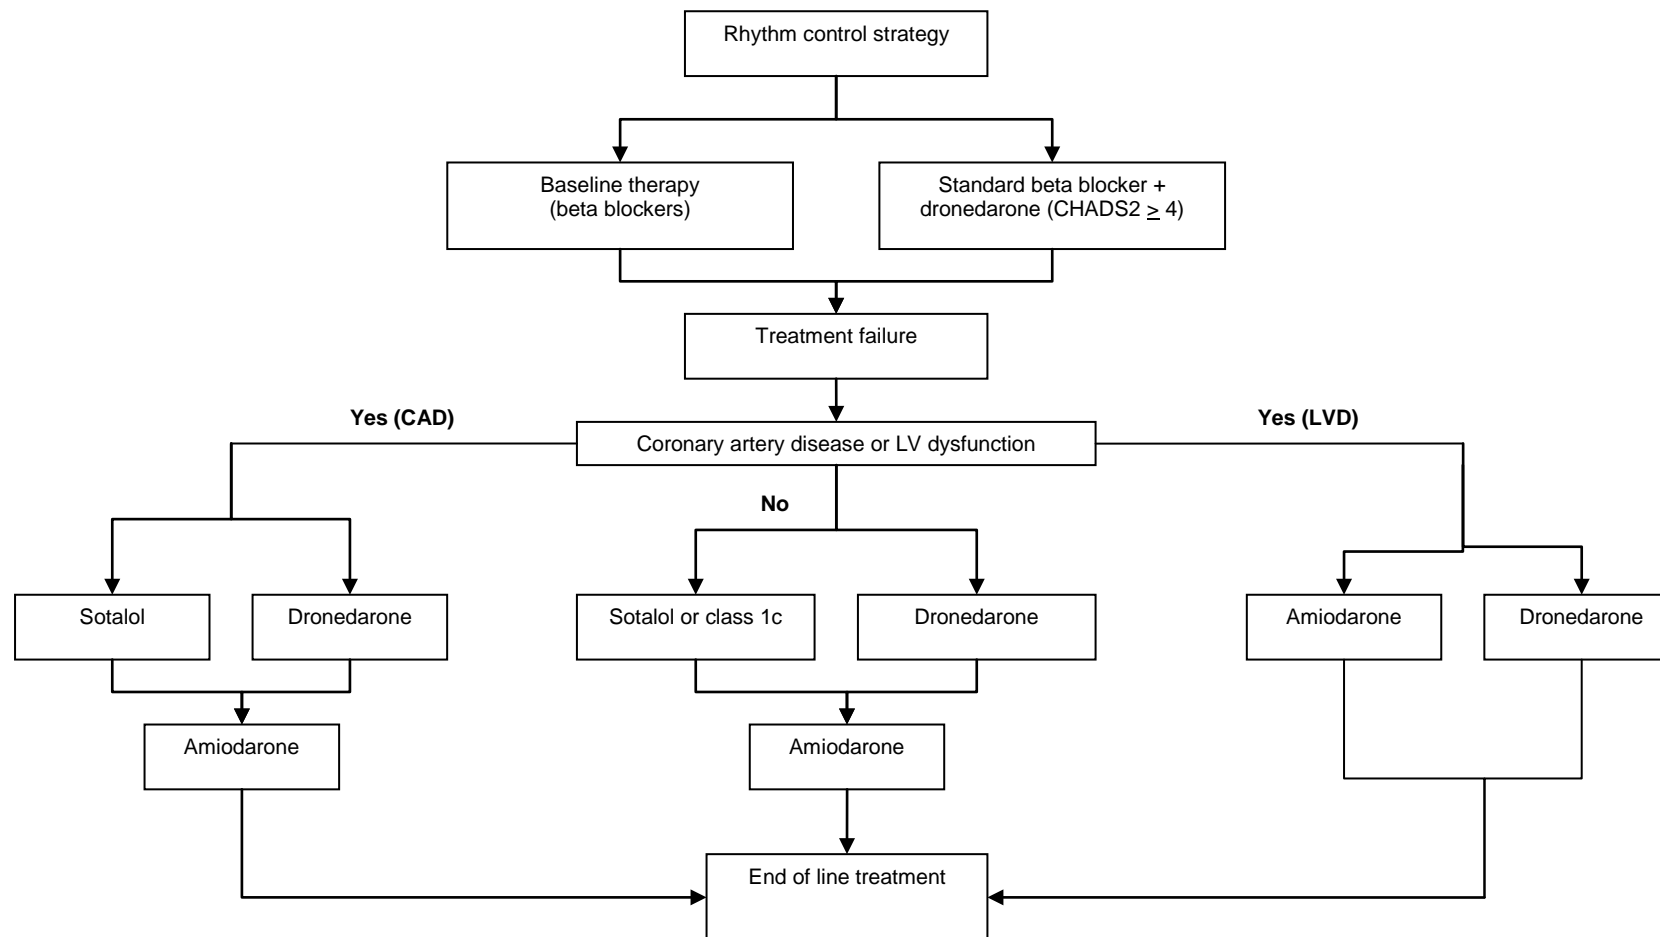 Rhythm control strategy
Baseline therapy
(beta blockers)
Standard beta blocker +
dronedarone (CHADS2 ≥ 4)
Treatment failure
Yes (CAD)
Yes (LVD)
Coronary artery disease or LV dysfunction
No
Sotalol
Dronedarone
Sotalol or class 1c
Dronedarone
Amiodarone
Dronedarone
Amiodarone
Amiodarone
End of line treatment